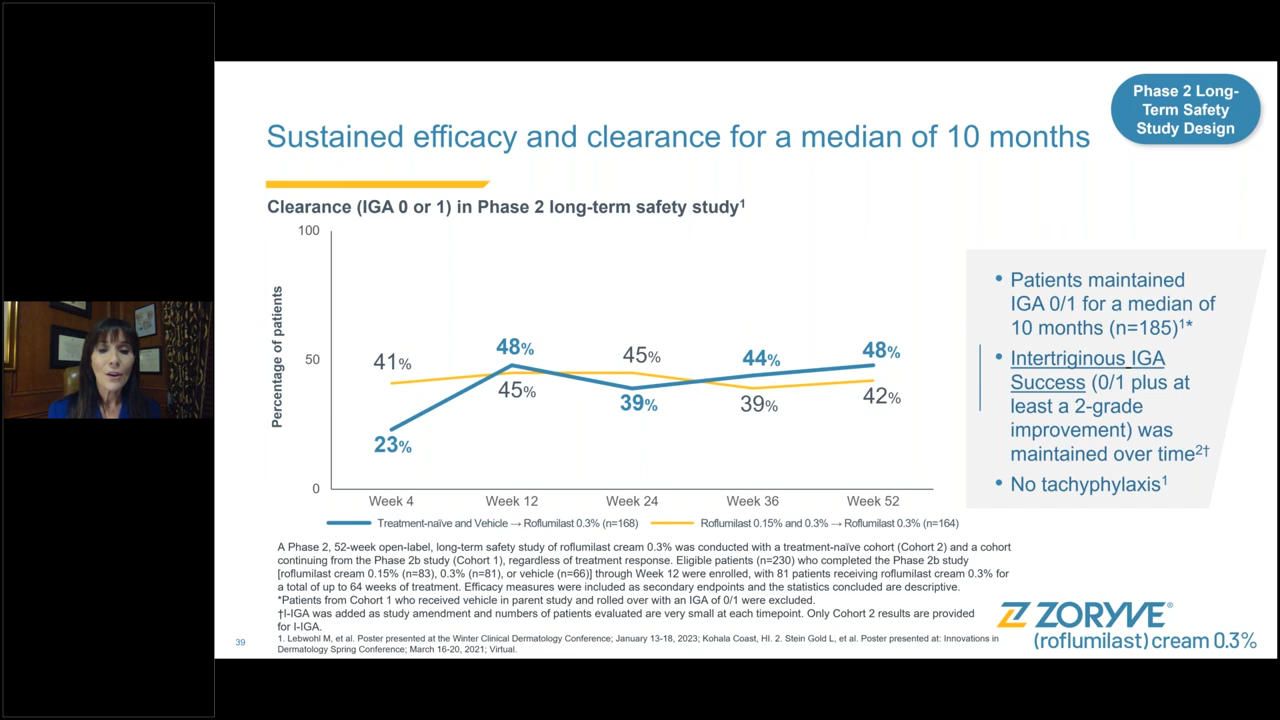 Phase 2 Long-
Term Safety
Study Design
Sustained efficacy and clearance for a median of 10 months
Clearance (IGA 0 or 1) in Phase 2 long-term safety study1
Percentage of patients
100
50
0
41%
23%
48%
45%
45%
39%
44%
39%
48%
42%
Week 4 Week 12 Week 24 Week 36 Week 52
Treatment-naïve and Vehicle → Roflumilast 0.3% (n=168) Roflumilast 0.15% and 0.3% → Roflumilast 0.3% (n=164)
• Patients maintained
IGA 0/1 for a median of
10 months (n=185)1*
• Intertriginous IGA
Success (0/1 plus at
least a 2-grade
improvement) was
maintained over time2†
• No tachyphylaxis1
A Phase 2, 52-week open-label, long-term safety study of roflumilast cream 0.3% was conducted with a treatment-naïve cohort (Cohort 2) and a cohort
continuing from the Phase 2b study (Cohort 1), regardless of treatment response. Eligible patients (n=230) who completed the Phase 2b study
[roflumilast cream 0.15% (n=83), 0.3% (n=81), or vehicle (n=66)] through Week 12 were enrolled, with 81 patients receiving roflumilast cream 0.3% for
a total of up to 64 weeks of treatment. Efficacy measures were included as secondary endpoints and the statistics concluded are descriptive.
*Patients from Cohort 1 who received vehicle in parent study and rolled over with an IGA of 0/1 were excluded.
†I-IGA was added as study amendment and numbers of patients evaluated are very small at each timepoint. Only Cohort 2 results are provided
for I-IGA.
1. Lebwohl M, et al. Poster presented at the Winter Clinical Dermatology Conference; January 13-18, 2023; Kohala Coast, HI. 2. Stein Gold L, et al. Poster presented at: Innovations in
Dermatology Spring Conference; March 16-20, 2021; Virtual.
39
ZORYVE®
(roflumilast) cream 0.3%